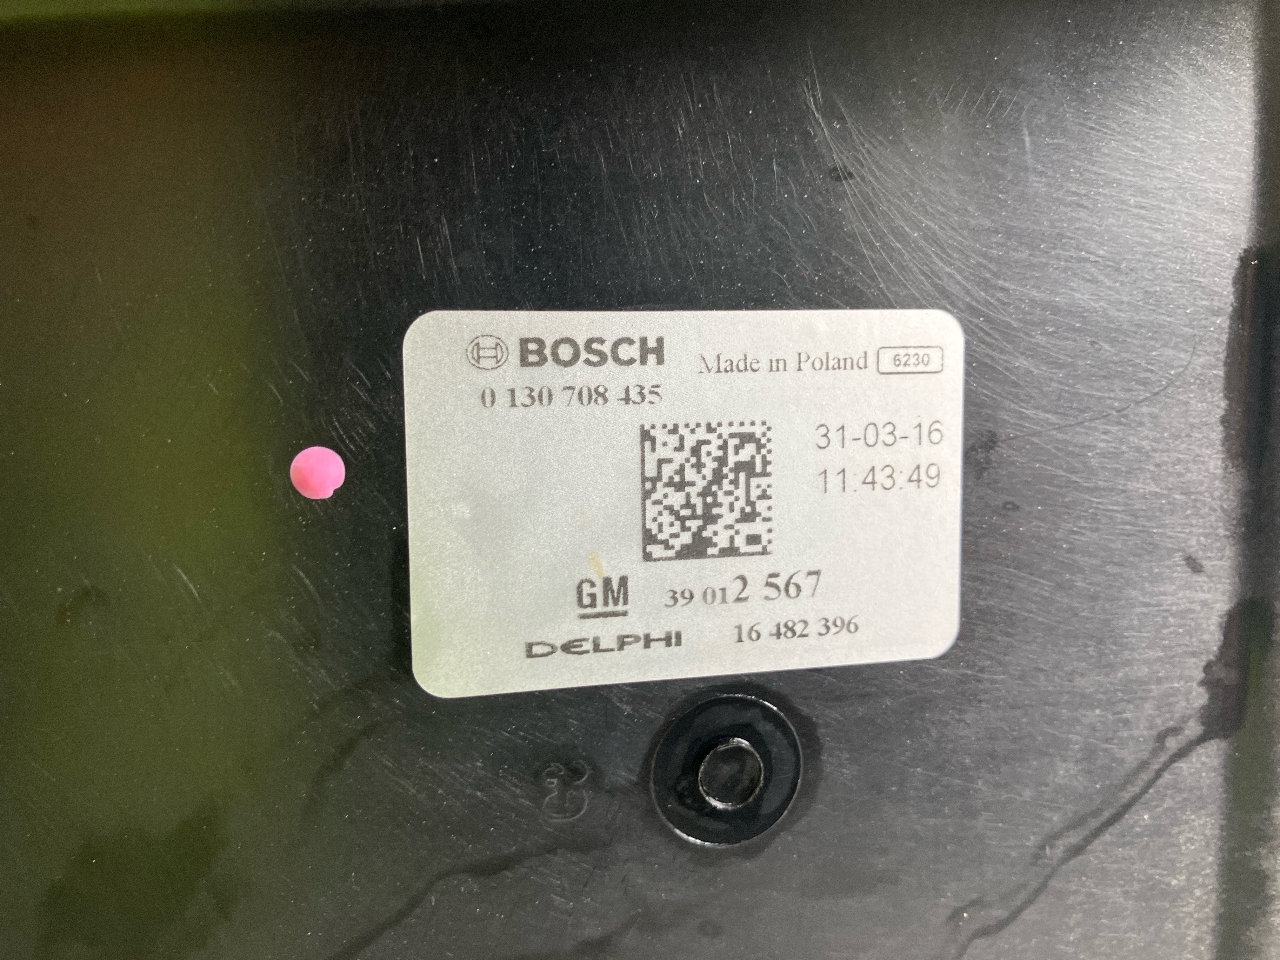 BOSCH Made in Poland 6230
0 130 708 435
31-03-16
11:43:49
GM 39 012 567
DELPHI 16 482 396